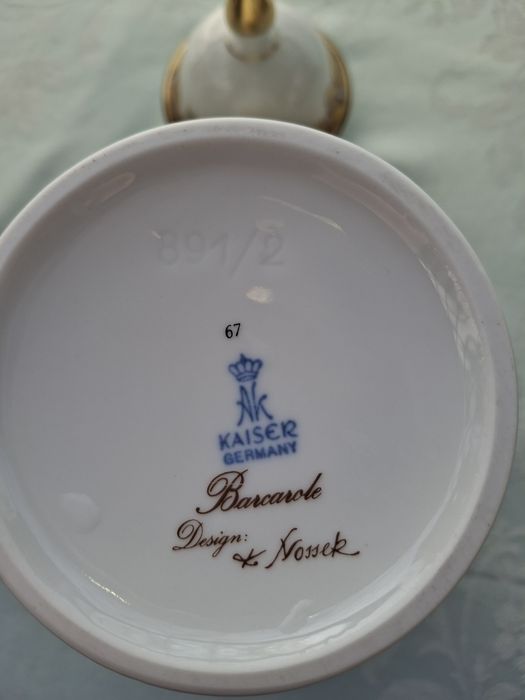 891/2
67
AK
KAISER
GERMANY
Barcarole
Design: K Nossek